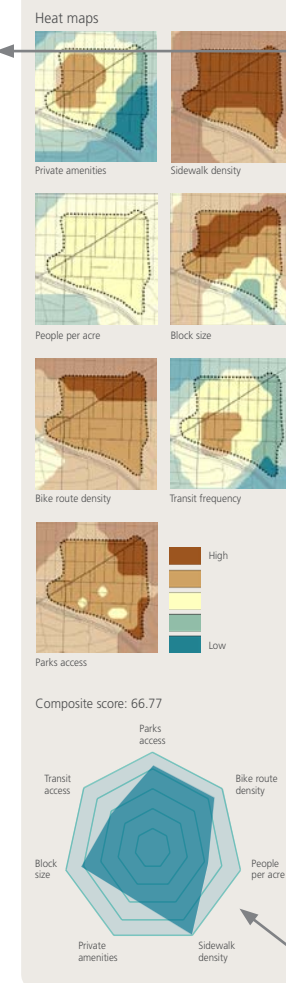 Heat maps
Private amenities
Sidewalk density
People per acre
Block size
Bike route density
Transit frequency
High
Low
Parks access
Composite score: 66.77
Parks
access
Transit
access
Bike route
density
Block
size
People
per acre
Private
amenities
Sidewalk
density